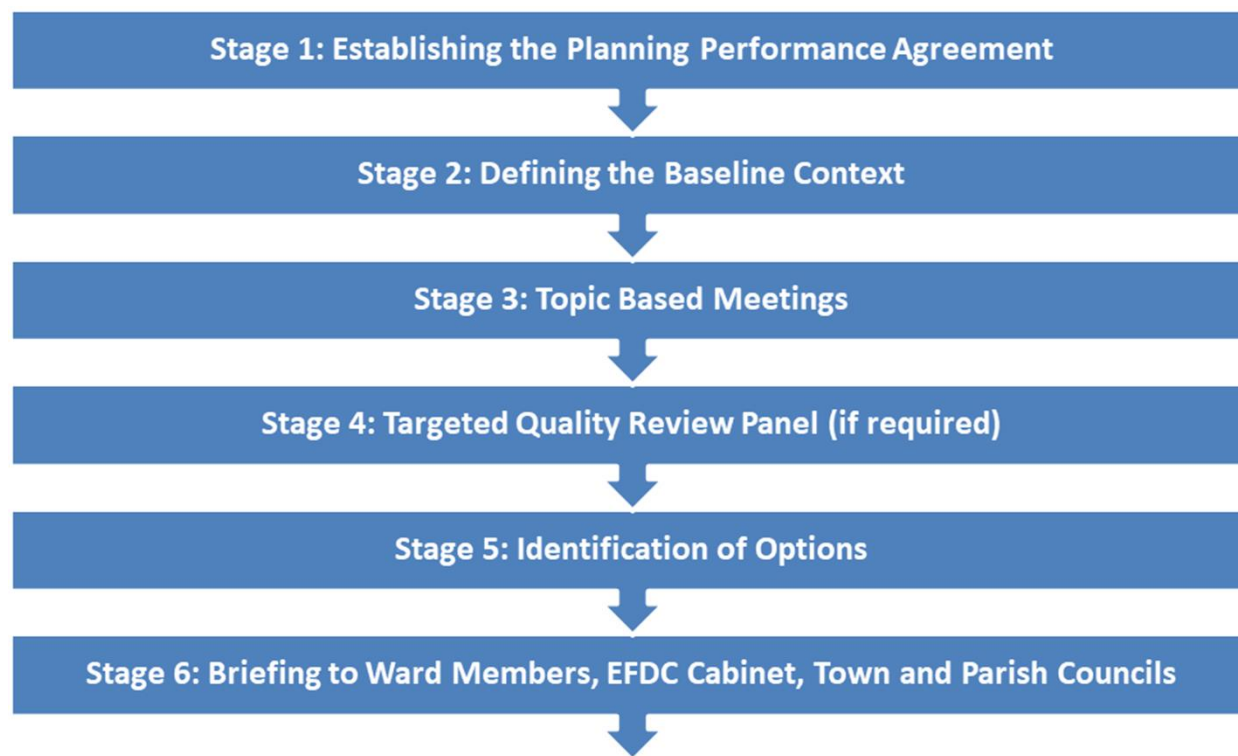 Stage 1: Establishing the Planning Performance Agreement
Stage 2: Defining the Baseline Context
Stage 3: Topic Based Meetings
Stage 4: Targeted Quality Review Panel (if required)
Stage 5: Identification of Options
Stage 6: Briefing to Ward Members, EFDC Cabinet, Town and Parish Councils